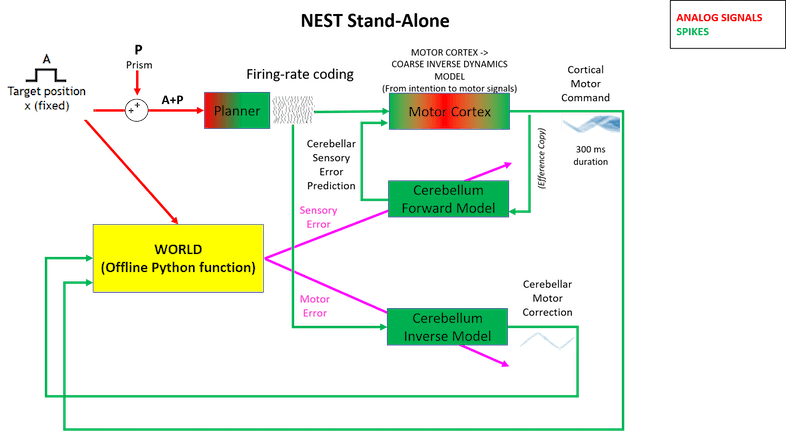 NEST Stand-Alone
ANALOG SIGNALS
SPIKES
A
Target position
x (fixed)
P
Prism
+
+
A+P
Firing-rate coding
Planner
MOTOR CORTEX ->
COARSE INVERSE DYNAMICS
MODEL
(From intention to motor signals)
Motor Cortex
Cortical
Motor
Command
300 ms
duration
(Efference Copy)
Cerebellar
Sensory
Error
Prediction
Cerebellum
Forward Model
Sensory
Error
WORLD
(Offline Python function)
Motor
Error
Cerebellum
Inverse Model
Cerebellar
Motor
Correction